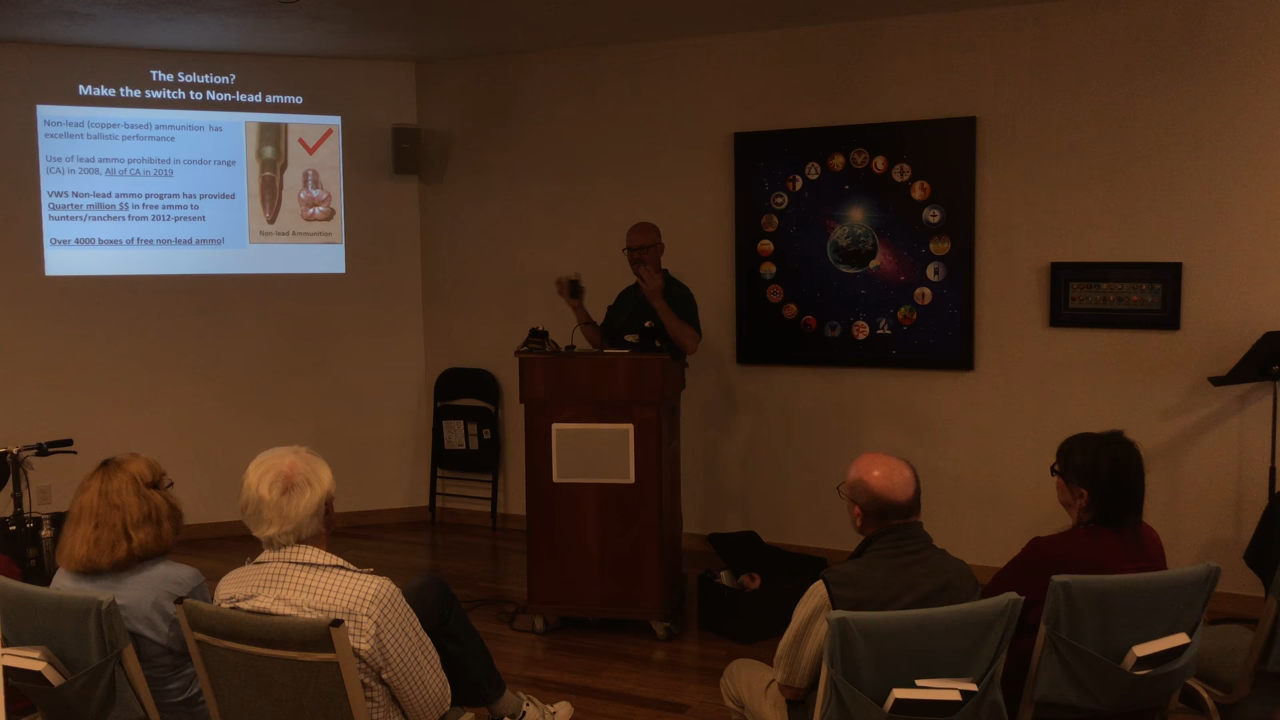 The Solution?
Make the switch to Non-lead ammo
Non-lead (copper-based) ammunition has
excellent ballistic performance
Use of lead ammo prohibited in condor range
(CA) in 2008, All of CA in 2019
VWS Non-lead ammo program has provided
Quarter million $$ in free ammo to
hunters/ranchers from 2012-present
Over 4000 boxes of free non-lead ammo!
Non-lead Ammunition